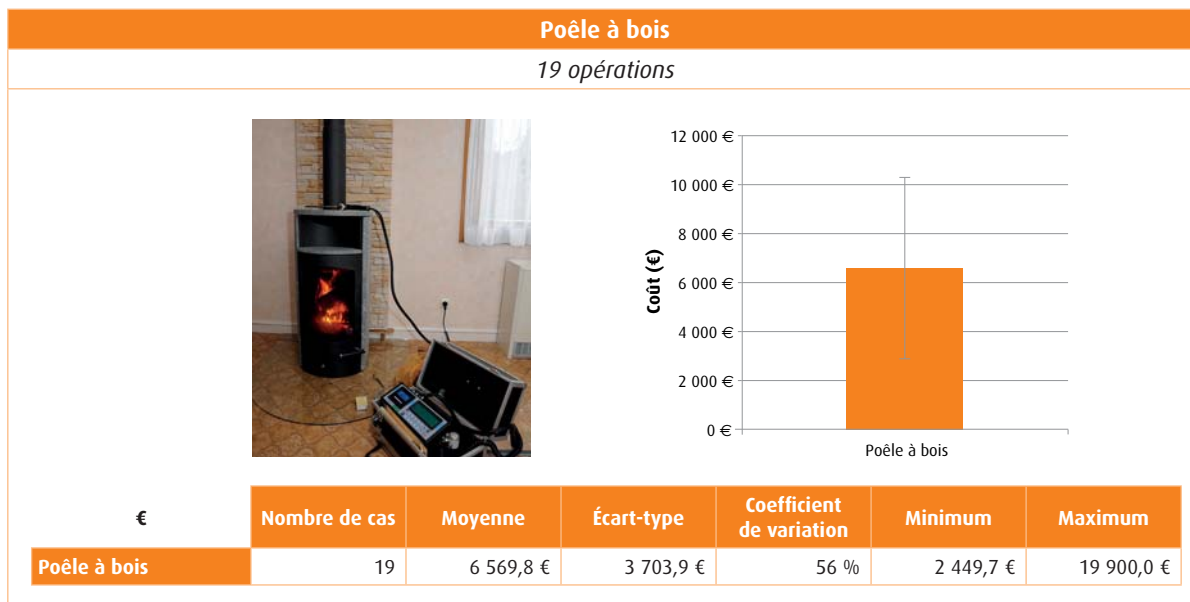 Poêle à bois
19 opérations
12 000 €
10 000 €
8 000 €
6 000 €
4 000 €
2 000 €
0 €
Coût (€)
Poêle à bois
€ Nombre de cas Moyenne Écart-type Coefficient de variation Minimum Maximum
Poêle à bois 19 6 569,8 € 3 703,9 € 56 % 2 449,7 € 19 900,0 €